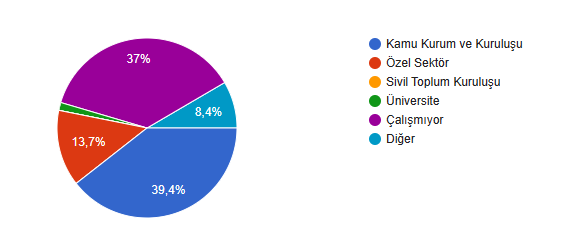 37%
8,4%
13,7%
39,4%
Kamu Kurum ve Kuruluşu
Özel Sektör
Sivil Toplum Kuruluşu
Üniversite
Çalışmıyor
Diğer